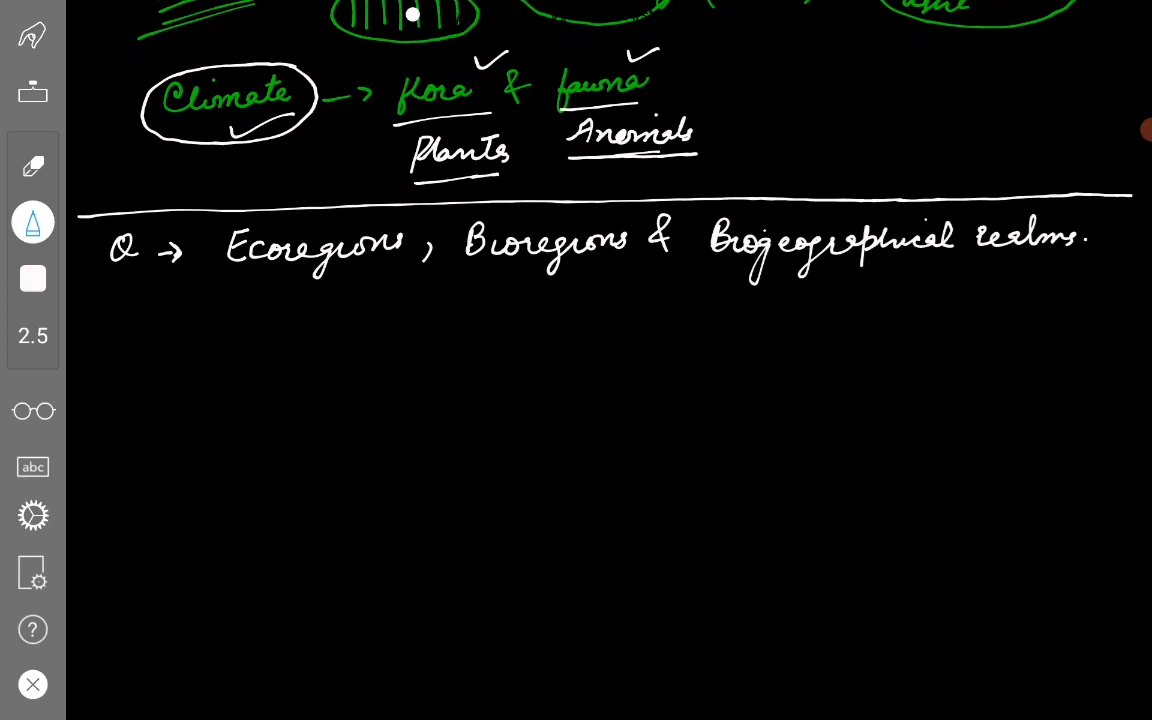 Climate -> flora & fauna
Plants Animals
Q -> Ecoregions, Bioregions & Biogeographical realms.
2.5
abc
?